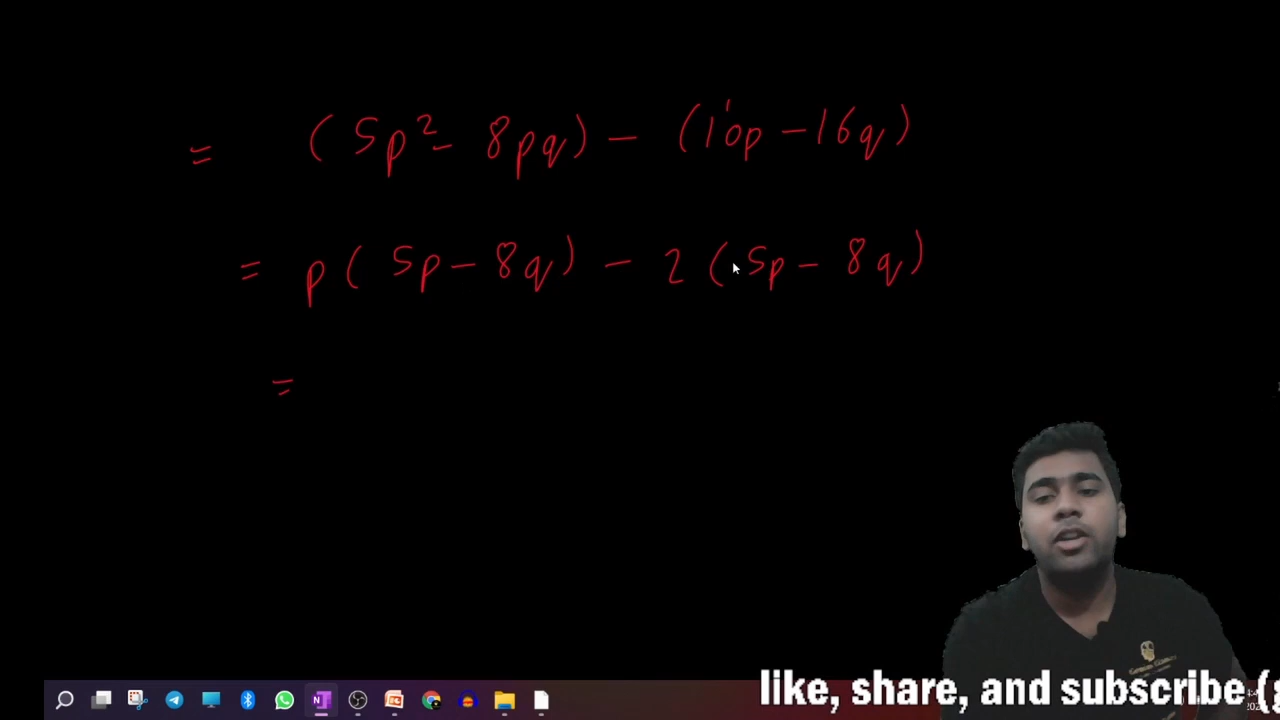 = (5p² - 8pq) - (10p - 16q)
= p(5p - 8q) - 2(5p - 8q)
=
like, share, and subscribe (